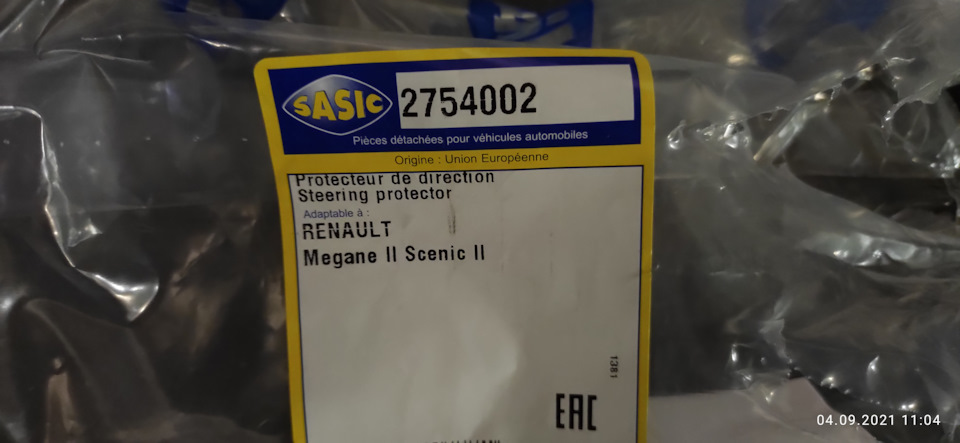 SASIC
2754002
Pièces détachées pour véhicules automobiles
Origine : Union Européenne
Protecteur de direction
Steering protector
Adaptable à :
RENAULT
Megane II Scenic II
1381
EAC
04.09.2021 11:04